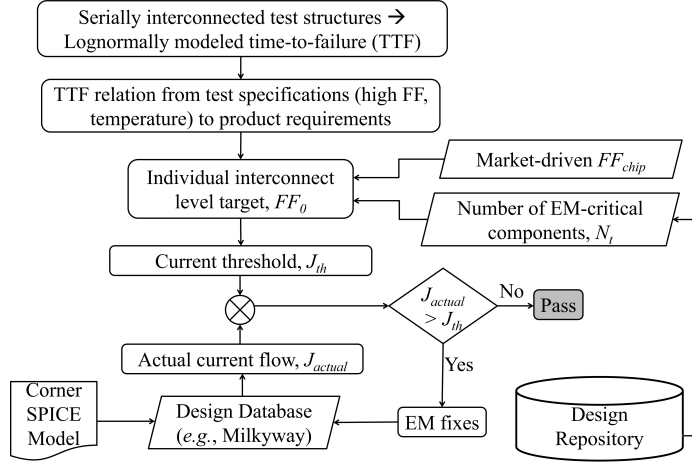 Serially interconnected test structures →
Lognormally modeled time-to-failure (TTF)
TTF relation from test specifications (high FF,
temperature) to product requirements
Individual interconnect
level target, FF0
Market-driven FFchip
Number of EM-critical
components, Nt
Current threshold, Jth
Jactual
> Jth
No
Pass
Yes
Actual current flow, Jactual
Corner
SPICE
Model
Design Database
(e.g., Milkyway)
EM fixes
Design
Repository